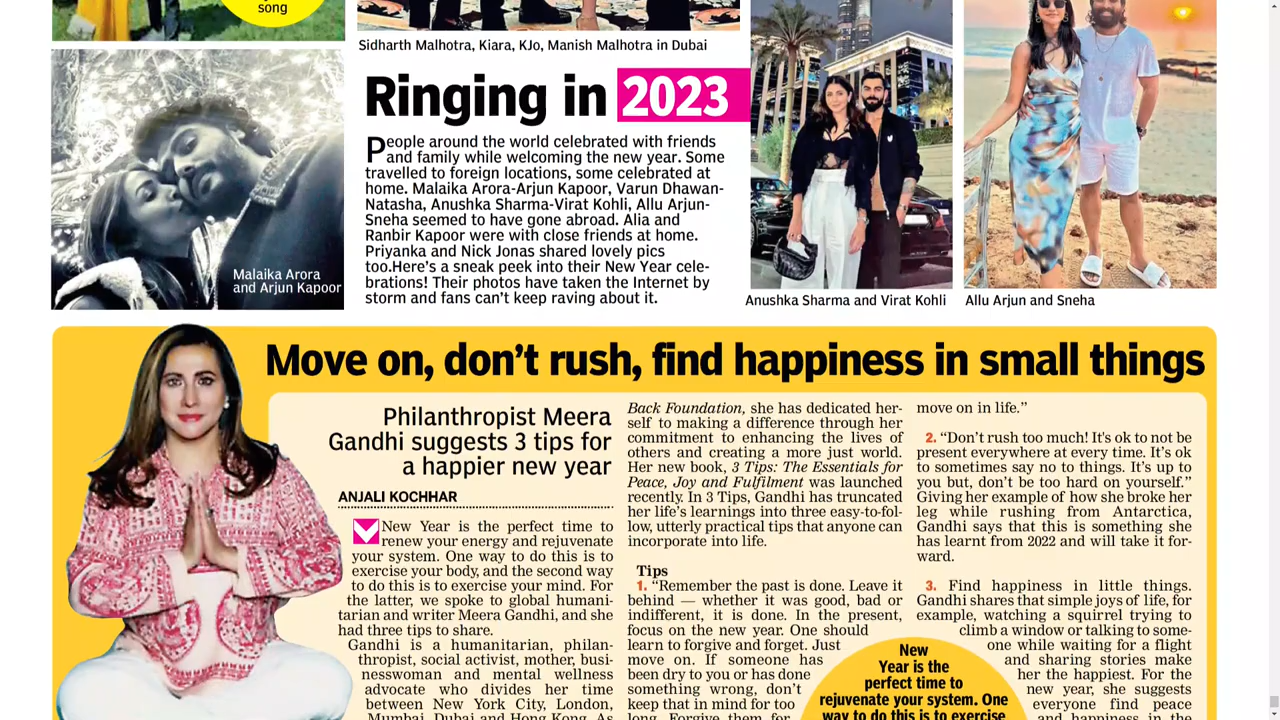 song
Sidharth Malhotra, Kiara, KJo, Manish Malhotra in Dubai
Ringing in 2023
People around the world celebrated with friends
and family while welcoming the new year. Some
travelled to foreign locations, some celebrated at
home. Malaika Arora-Arjun Kapoor, Varun Dhawan-
Natasha, Anushka Sharma-Virat Kohli, Allu Arjun-
Sneha seemed to have gone abroad. Alia and
Ranbir Kapoor were with close friends at home.
Priyanka and Nick Jonas shared lovely pics
too.Here's a sneak peek into their New Year cele-
brations! Their photos have taken the Internet by
storm and fans can't keep raving about it.
Malaika Arora
and Arjun Kapoor
Anushka Sharma and Virat Kohli
Allu Arjun and Sneha
Move on, don't rush, find happiness in small things
Philanthropist Meera
Gandhi suggests 3 tips for
a happier new year
ANJALI KOCHHAR
New Year is the perfect time to
renew your energy and rejuvenate
your system. One way to do this is to
exercise your body, and the second way
to do this is to exercise your mind. For
the latter, we spoke to global humani-
tarian and writer Meera Gandhi, and she
had three tips to share.
Gandhi is a humanitarian, philan-
thropist, social activist, mother, busi-
nesswoman and mental wellness
advocate who divides her time
between New York City, London,
Mumbai, Dubai and Hong Kong. As
Back Foundation, she has dedicated her-
self to making a difference through her
commitment to enhancing the lives of
others and creating a more just world.
Her new book, 3 Tips: The Essentials for
Peace, Joy and Fulfilment was launched
recently. In 3 Tips, Gandhi has truncated
her life's learnings into three easy-to-fol-
low, utterly practical tips that anyone can
incorporate into life.
Tips
1. "Remember the past is done. Leave it
behind — whether it was good, bad or
indifferent, it is done. In the present,
focus on the new year. One should
learn to forgive and forget. Just
move on. If someone has
been dry to you or has done
something wrong, don't
keep that in mind for too
long. Forgive them for
New
Year is the
perfect time to
rejuvenate your system. One
way to do this is to exercise
move on in life."
2. "Don't rush too much! It's ok to not be
present everywhere at every time. It's ok
to sometimes say no to things. It's up to
you but, don't be too hard on yourself."
Giving her example of how she broke her
leg while rushing from Antarctica,
Gandhi says that this is something she
has learnt from 2022 and will take it for-
ward.
3. Find happiness in little things.
Gandhi shares that simple joys of life, for
example, watching a squirrel trying to
climb a window or talking to some-
one while waiting for a flight
and sharing stories make
her the happiest. For the
new year, she suggests
everyone find peace
and happiness in the